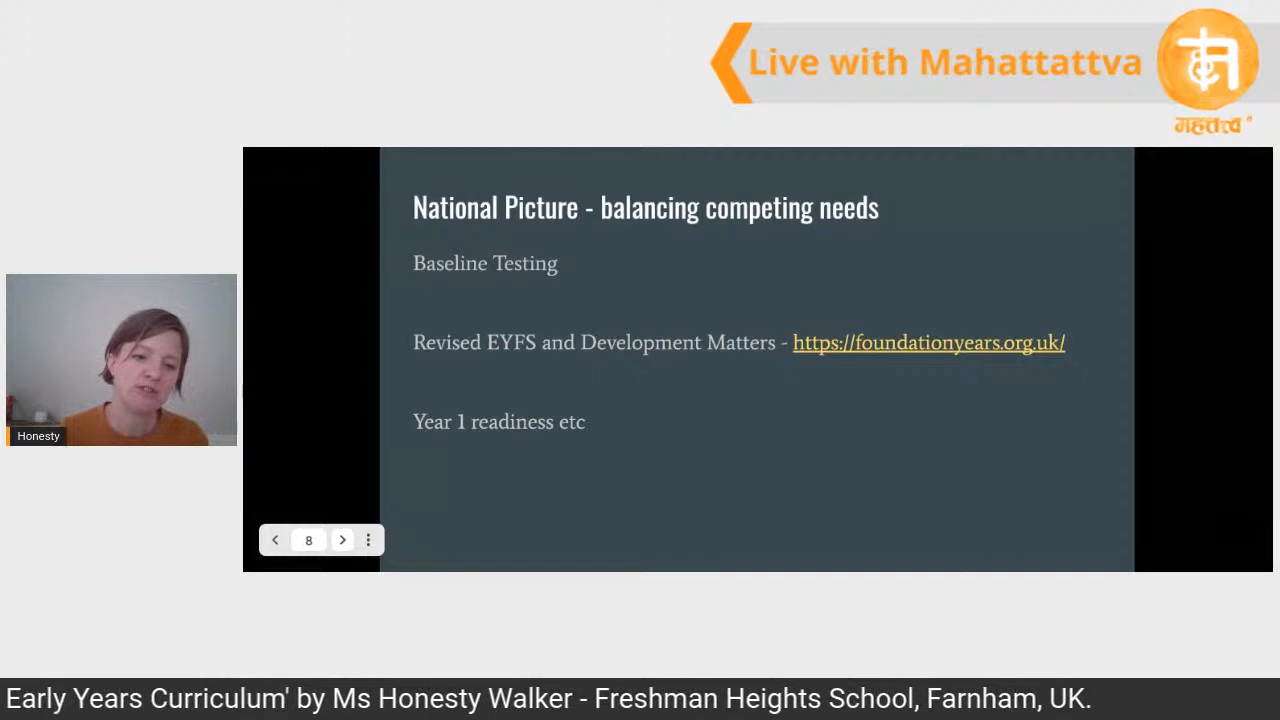 Live with Mahattattva
महत्तत्त्व
National Picture - balancing competing needs
Baseline Testing
Revised EYFS and Development Matters - https://foundationyears.org.uk/
Year 1 readiness etc
Honesty
8
Early Years Curriculum' by Ms Honesty Walker - Freshman Heights School, Farnham, UK.